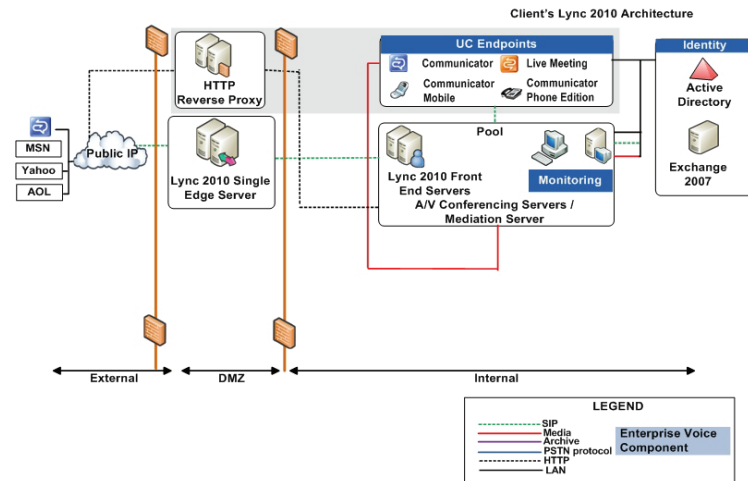 Client's Lync 2010 Architecture
UC Endpoints
Communicator
Live Meeting
Communicator
Mobile
Communicator
Phone Edition
Identity
Active
Directory
Exchange
2007
HTTP
Reverse Proxy
MSN
Yahoo
AOL
Public IP
Lync 2010 Single
Edge Server
Pool
Lync 2010 Front
End Servers
Monitoring
A/V Conferencing Servers /
Mediation Server
External
DMZ
Internal
LEGEND
SIP
Media
Archive
PSTN protocol
HTTP
LAN
Enterprise Voice
Component